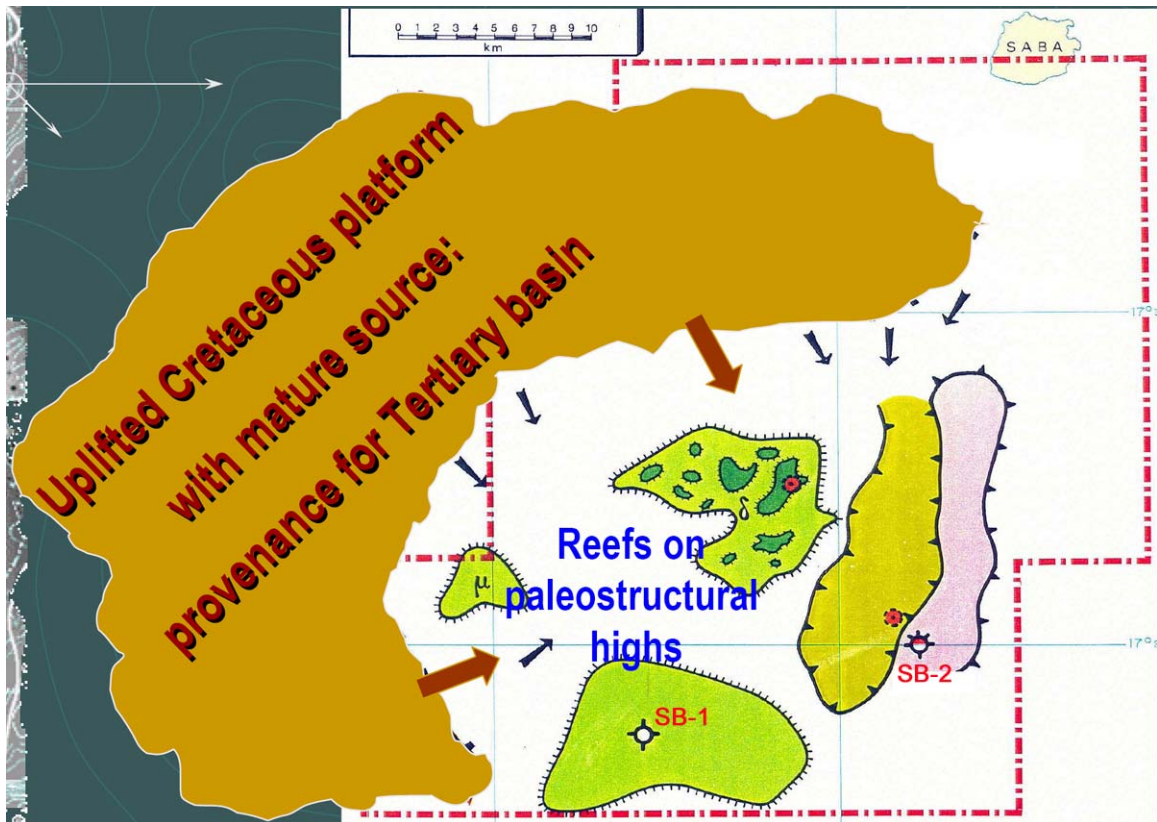 0 1 2 3 4 5 6 7 8 9 10
km
SABA
Uplifted Cretaceous platform
with mature source:
provenance for Tertiary basin
17°
δ
Reefs on
paleostructural
highs
μ
17°
SB-2
SB-1